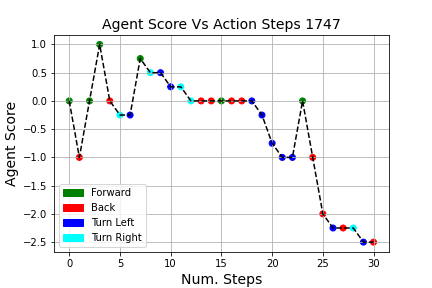 Agent Score Vs Action Steps 1747
1.0
0.5
0.0
−0.5
−1.0
−1.5
−2.0
−2.5
Agent Score
Forward
Back
Turn Left
Turn Right
0 5 10 15 20 25 30
Num. Steps